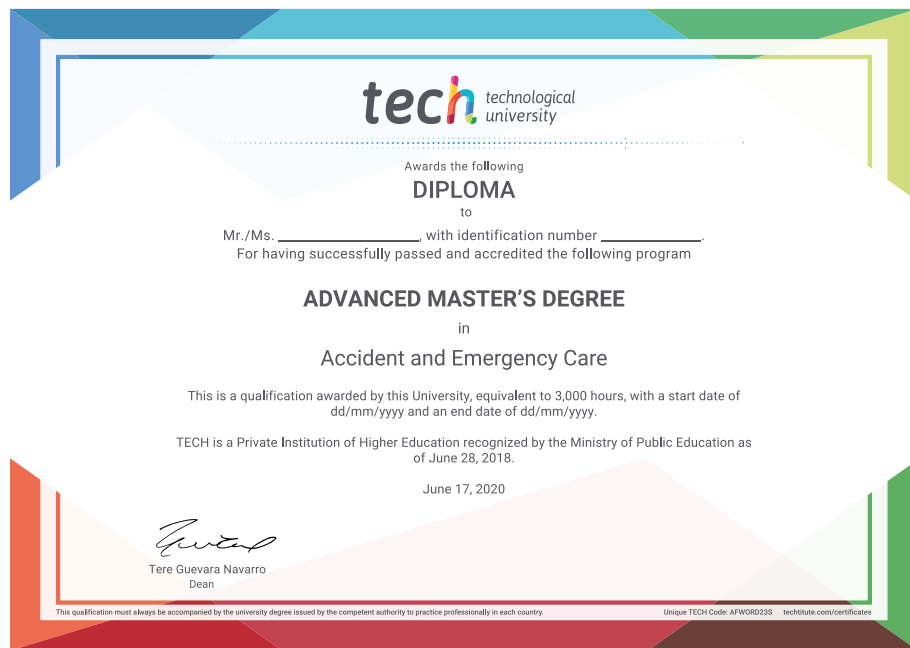 tech technological
university
Awards the following
DIPLOMA
to
Mr./Ms. ____________________, with identification number ______________.
For having successfully passed and accredited the following program
ADVANCED MASTER'S DEGREE
in
Accident and Emergency Care
This is a qualification awarded by this University, equivalent to 3,000 hours, with a start date of
dd/mm/yyyy and an end date of dd/mm/yyyy.
TECH is a Private Institution of Higher Education recognized by the Ministry of Public Education as
of June 28, 2018.
June 17, 2020
Tere Guevara Navarro
Dean
This qualification must always be accompanied by the university degree issued by the competent authority to practice professionally in each country. Unique TECH Code: AFWORD23S techtitute.com/certificates